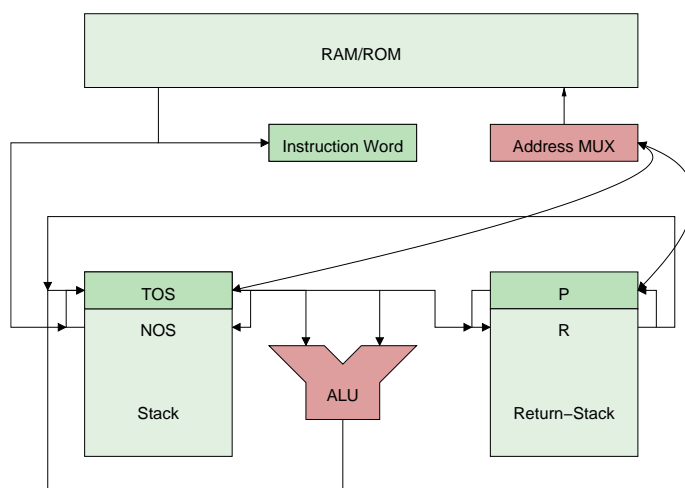 RAM/ROM
Instruction Word
Address MUX
TOS
P
NOS
R
ALU
Stack
Return−Stack